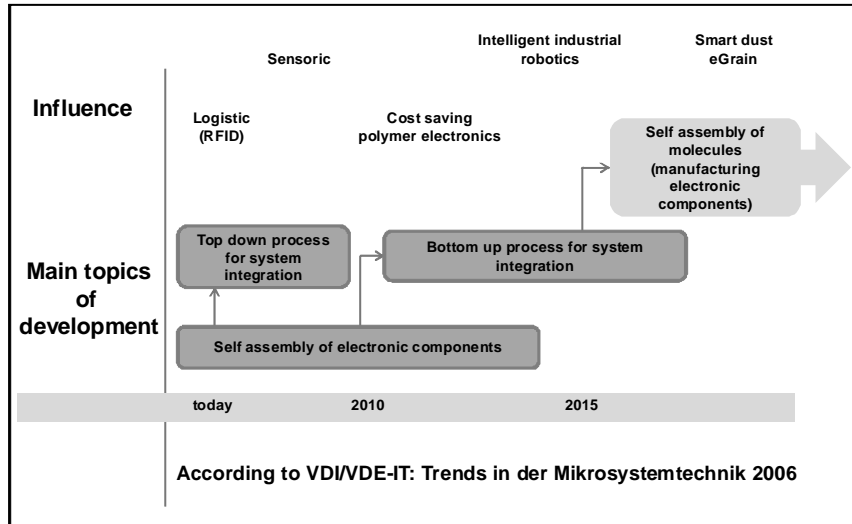 Intelligent industrial
robotics
Smart dust
eGrain
Sensoric
Influence
Logistic
(RFID)
Cost saving
polymer electronics
Self assembly of
molecules
(manufacturing
electronic
components)
Top down process
for system
integration
Bottom up process for system
integration
Main topics
of
development
Self assembly of electronic components
today
2010
2015
According to VDI/VDE-IT: Trends in der Mikrosystemtechnik 2006